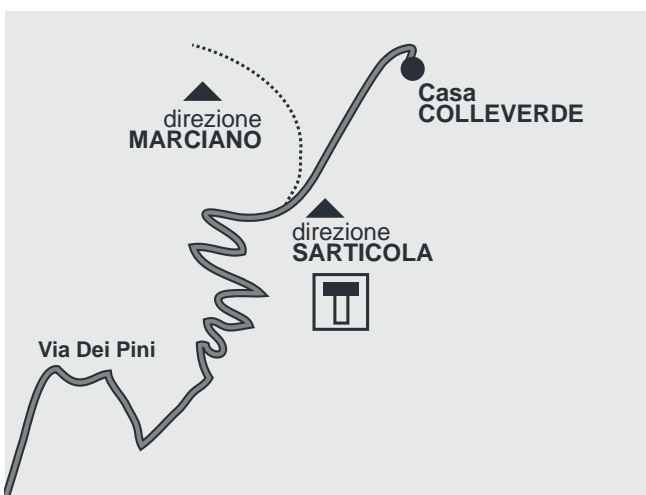 Casa
COLLEVERDE
direzione
MARCIANO
direzione
SARTICOLA
Via Dei Pini